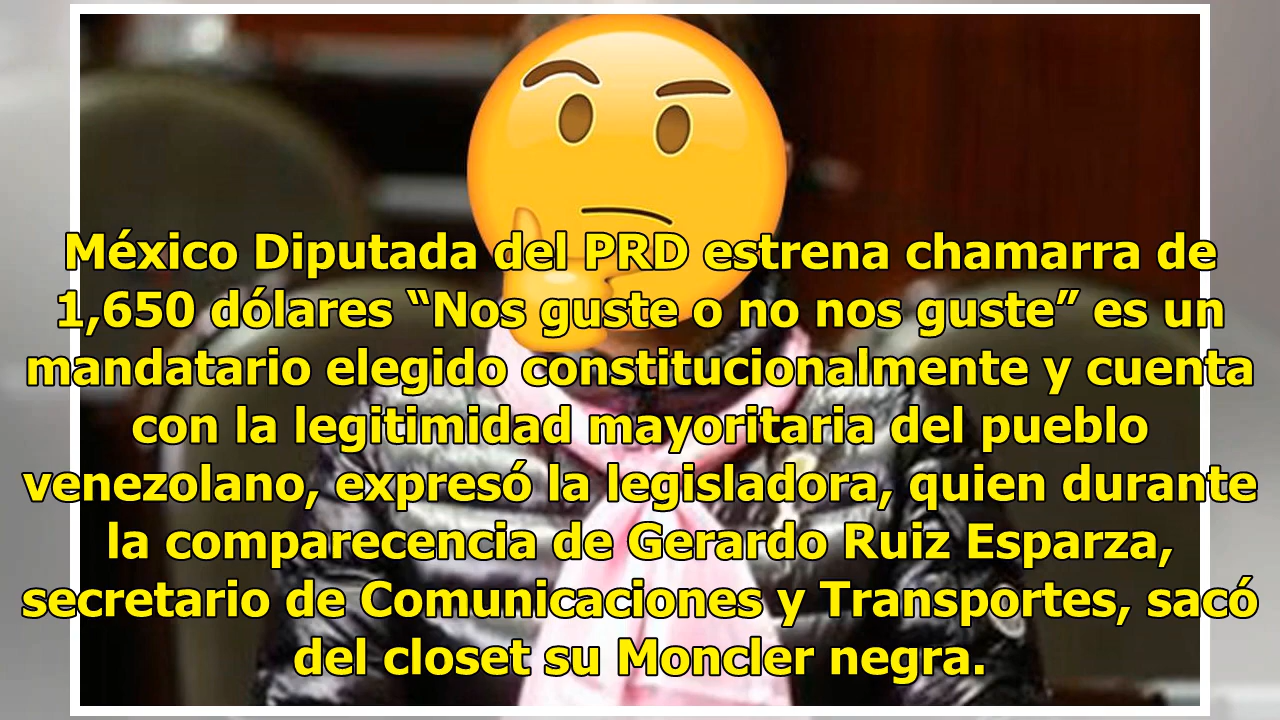 México Diputada del PRD estrena chamarra de
1,650 dólares “Nos guste o no nos guste” es un
mandatario elegido constitucionalmente y cuenta
con la legitimidad mayoritaria del pueblo
venezolano, expresó la legisladora, quien durante
la comparecencia de Gerardo Ruiz Esparza,
secretario de Comunicaciones y Transportes, sacó
del closet su Moncler negra.